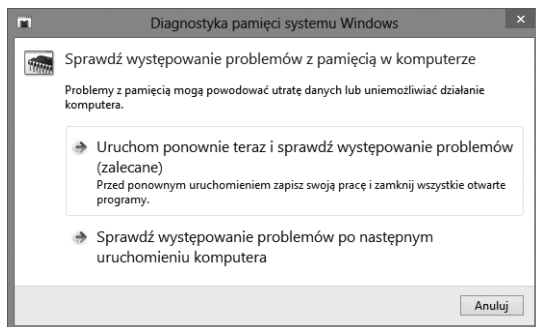 Diagnostyka pamięci systemu Windows
Sprawdź występowanie problemów z pamięcią w komputerze
Problemy z pamięcią mogą powodować utratę danych lub uniemożliwiać działanie
komputera.
Uruchom ponownie teraz i sprawdź występowanie problemów
(zalecane)
Przed ponownym uruchomieniem zapisz swoją pracę i zamknij wszystkie otwarte
programy.
Sprawdź występowanie problemów po następnym
uruchomieniu komputera
Anuluj